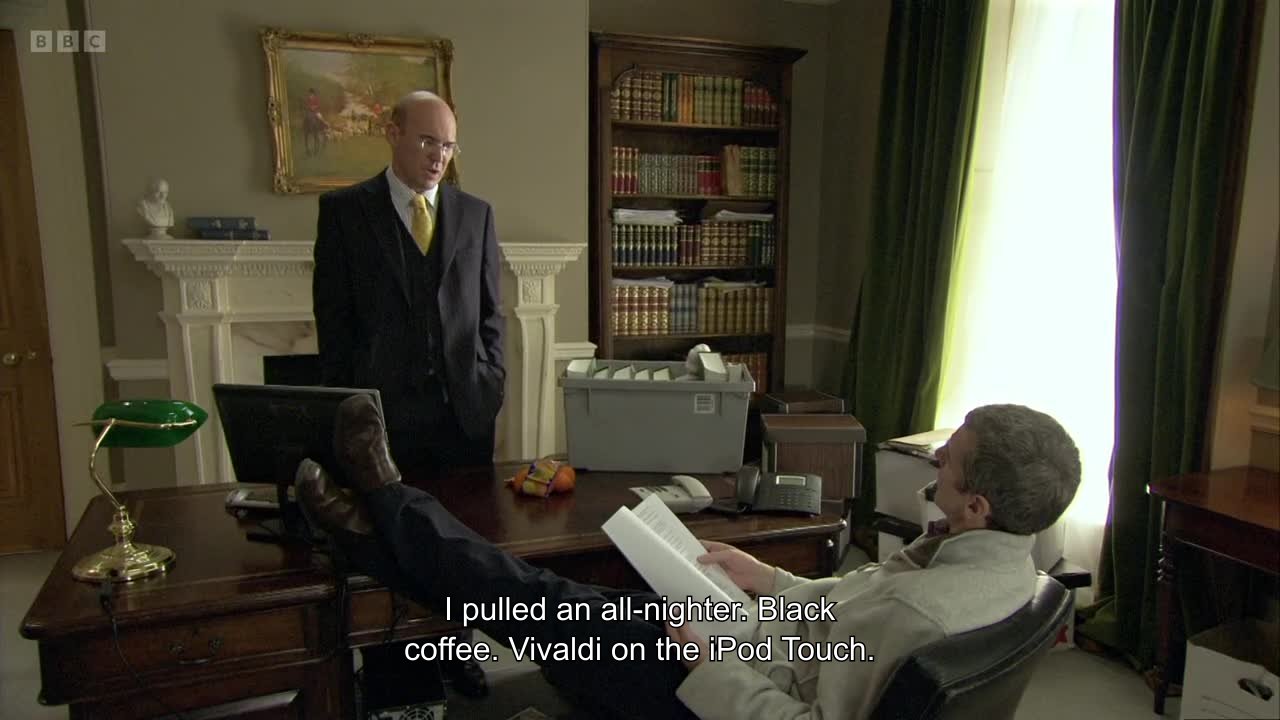 BBC
I pulled an all-nighter. Black
coffee. Vivaldi on the iPod Touch.